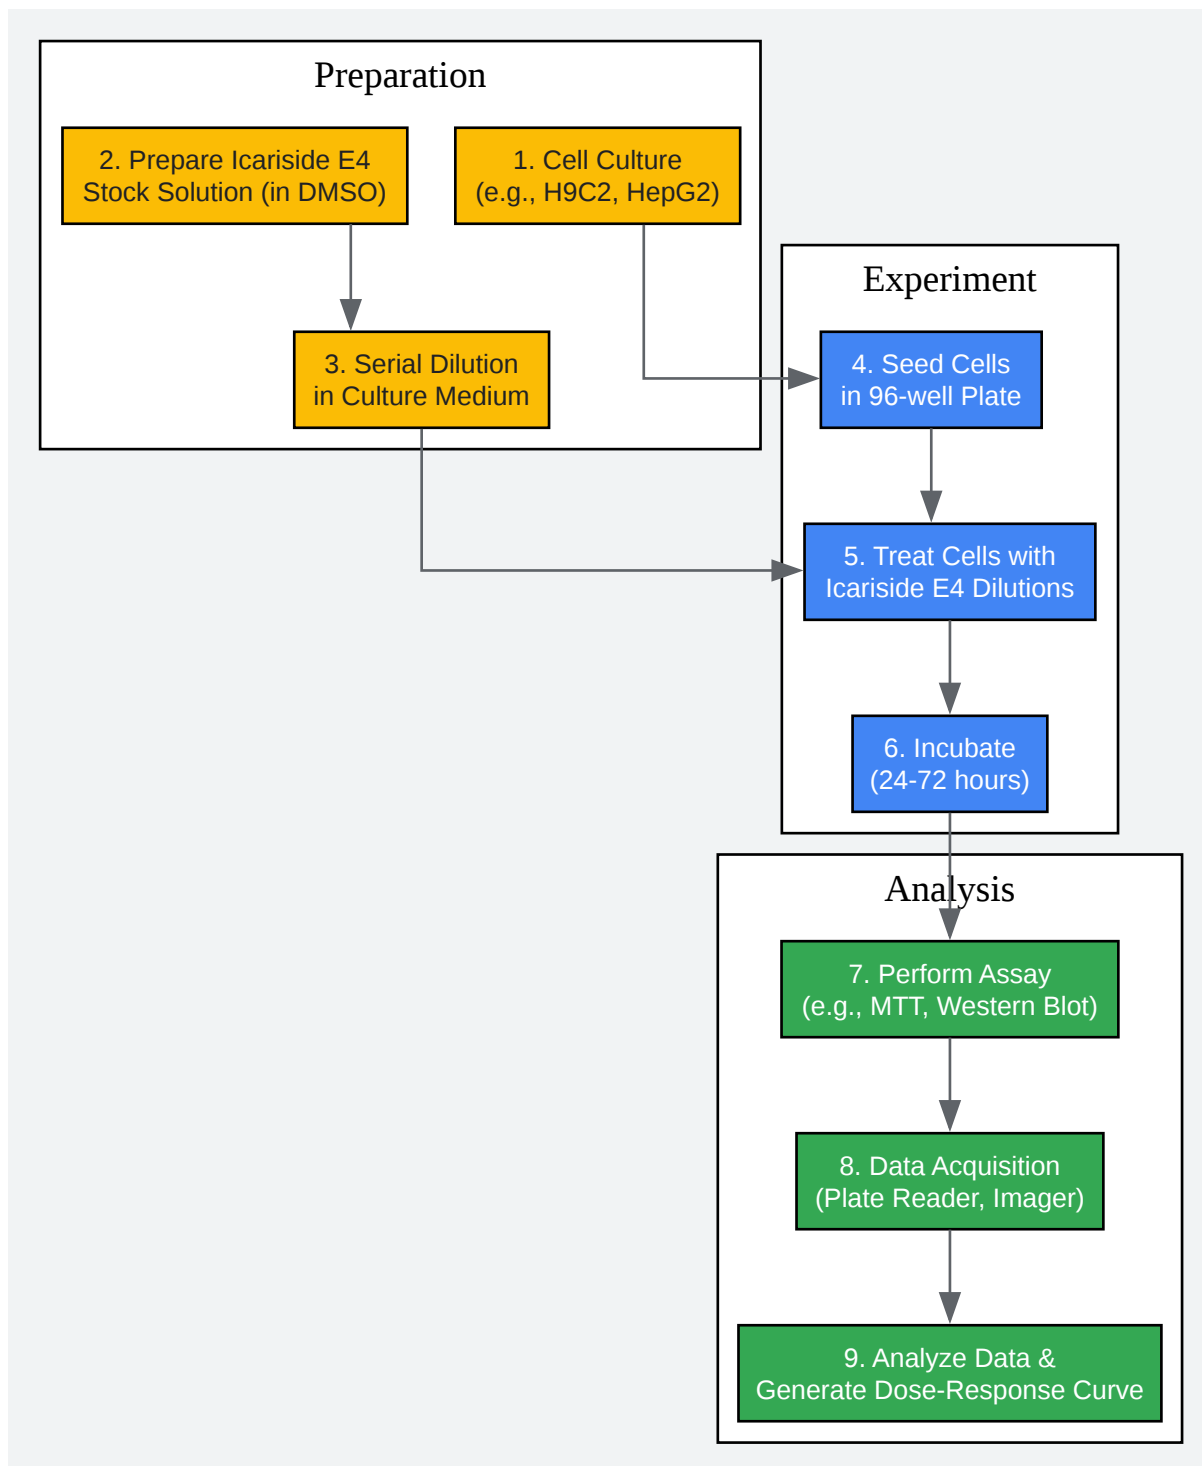 Preparation
2. Prepare Icariside E4
Stock Solution (in DMSO)
1. Cell Culture
(e.g., H9C2, HepG2)
3. Serial Dilution
in Culture Medium
Experiment
4. Seed Cells
in 96-well Plate
5. Treat Cells with
Icariside E4 Dilutions
6. Incubate
(24-72 hours)
Analysis
7. Perform Assay
(e.g., MTT, Western Blot)
8. Data Acquisition
(Plate Reader, Imager)
9. Analyze Data &
Generate Dose-Response Curve